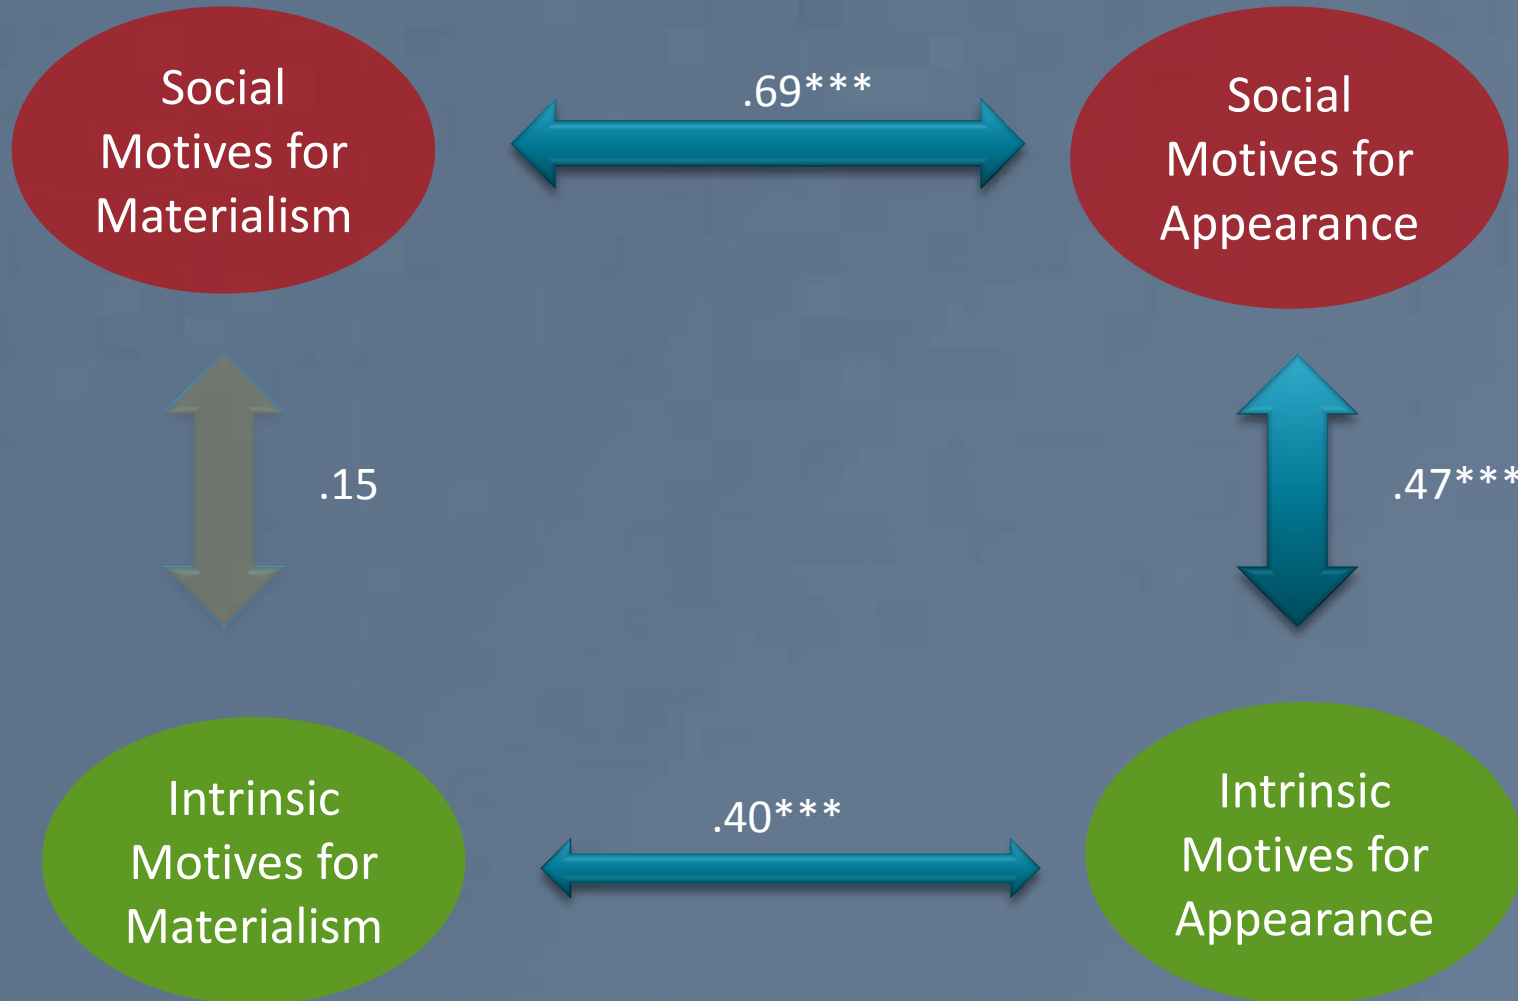 Social
Motives for
Materialism
.69***
Social
Motives for
Appearance
.15
.47***
Intrinsic
Motives for
Materialism
.40***
Intrinsic
Motives for
Appearance